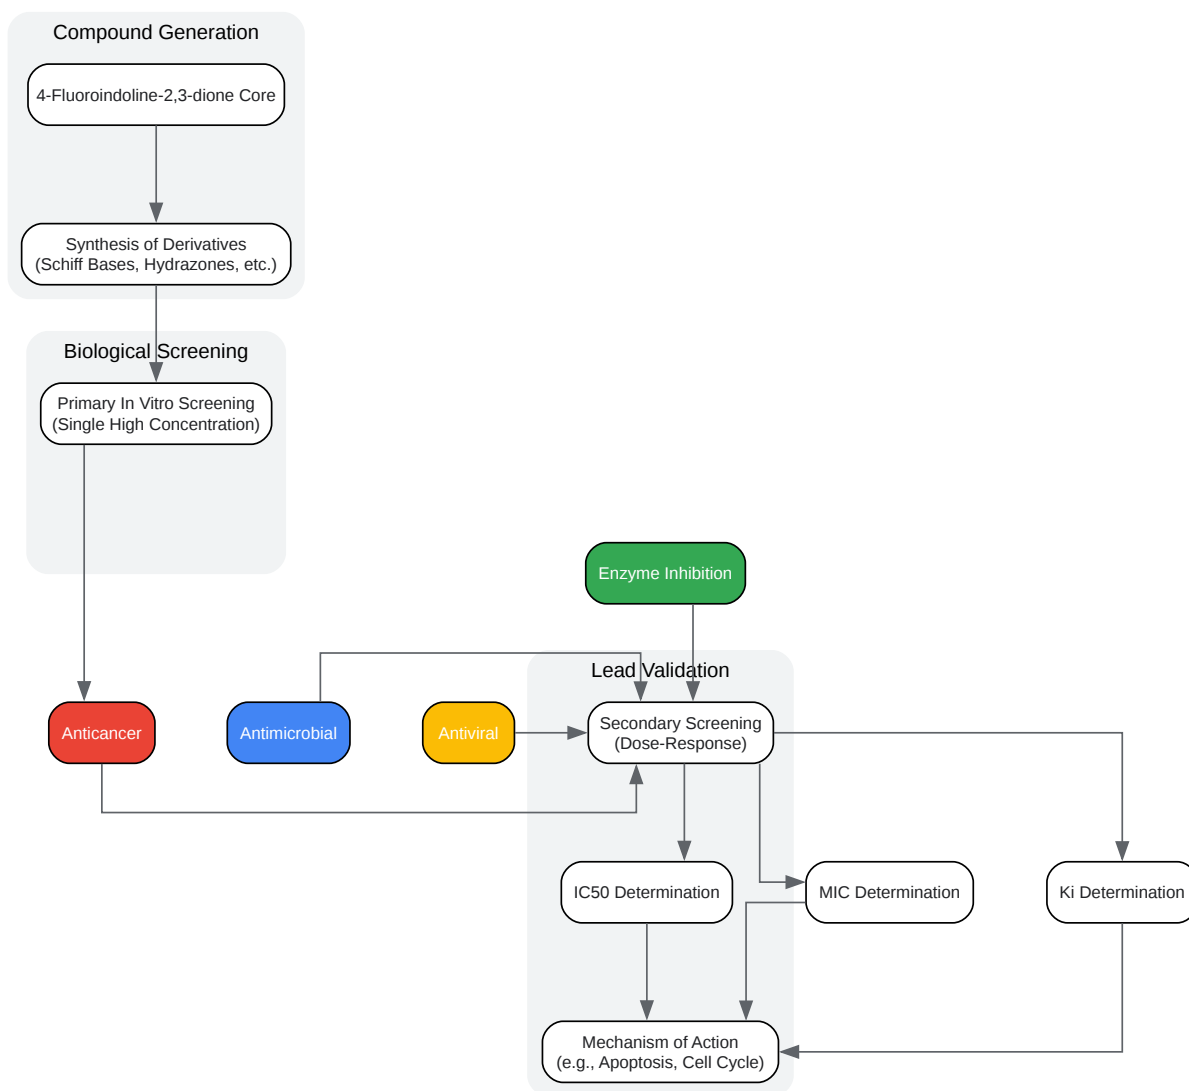 Compound Generation
4-Fluoroindoline-2,3-dione Core
Synthesis of Derivatives
(Schiff Bases, Hydrazones, etc.)
Biological Screening
Primary In Vitro Screening
(Single High Concentration)
Enzyme Inhibition
Lead Validation
Anticancer
Antimicrobial
Antiviral
Secondary Screening
(Dose-Response)
IC50 Determination
MIC Determination
Ki Determination
Mechanism of Action
(e.g., Apoptosis, Cell Cycle)